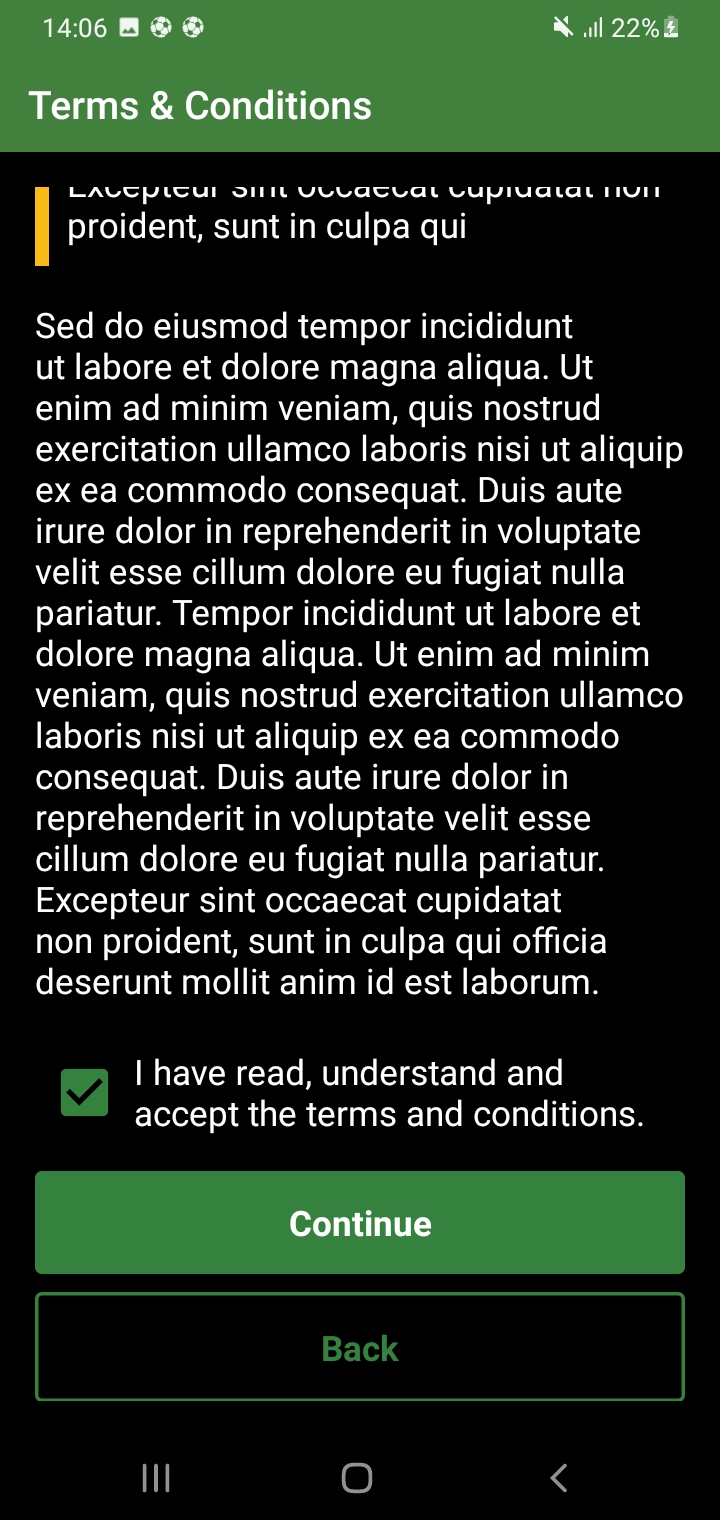 14:06
22%
Terms & Conditions
Excepteur sint occaecat cupidatat non
proident, sunt in culpa qui
Sed do eiusmod tempor incididunt
ut labore et dolore magna aliqua. Ut
enim ad minim veniam, quis nostrud
exercitation ullamco laboris nisi ut aliquip
ex ea commodo consequat. Duis aute
irure dolor in reprehenderit in voluptate
velit esse cillum dolore eu fugiat nulla
pariatur. Tempor incididunt ut labore et
dolore magna aliqua. Ut enim ad minim
veniam, quis nostrud exercitation ullamco
laboris nisi ut aliquip ex ea commodo
consequat. Duis aute irure dolor in
reprehenderit in voluptate velit esse
cillum dolore eu fugiat nulla pariatur.
Excepteur sint occaecat cupidatat
non proident, sunt in culpa qui officia
deserunt mollit anim id est laborum.
I have read, understand and
accept the terms and conditions.
Continue
Back